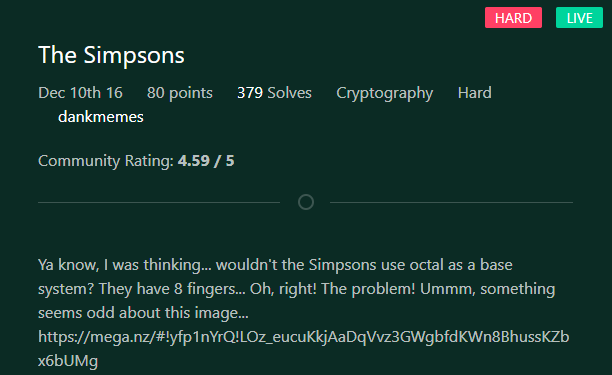 HARD LIVE
The Simpsons
Dec 10th 16 80 points 379 Solves Cryptography Hard
dankmemes
Community Rating: 4.59 / 5
Ya know, I was thinking... wouldn't the Simpsons use octal as a base
system? They have 8 fingers... Oh, right! The problem! Ummm, something
seems odd about this image...
https://mega.nz/#!yfp1nYrQ!LOz_eucuKkjAaDqVvz3GWgbfdKWn8BhussKZb
x6bUMg